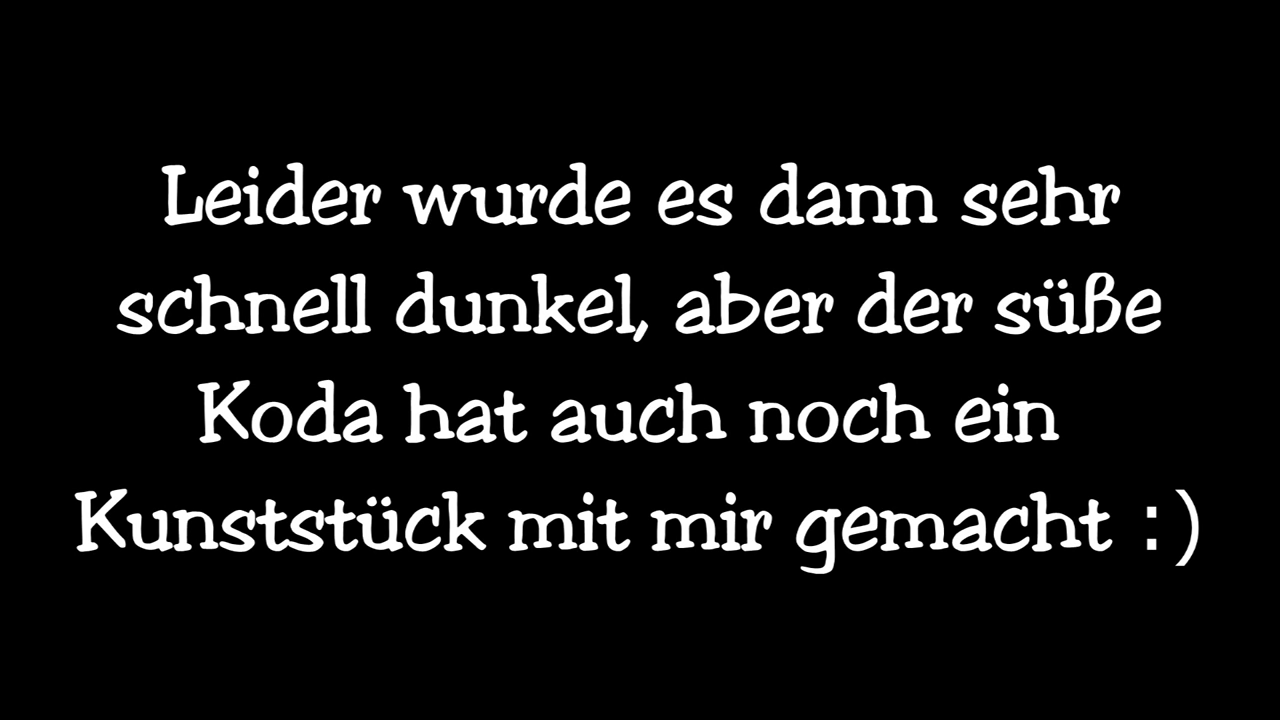 Leider wurde es dann sehr
schnell dunkel, aber der süße
Koda hat auch noch ein
Kunststück mit mir gemacht :)